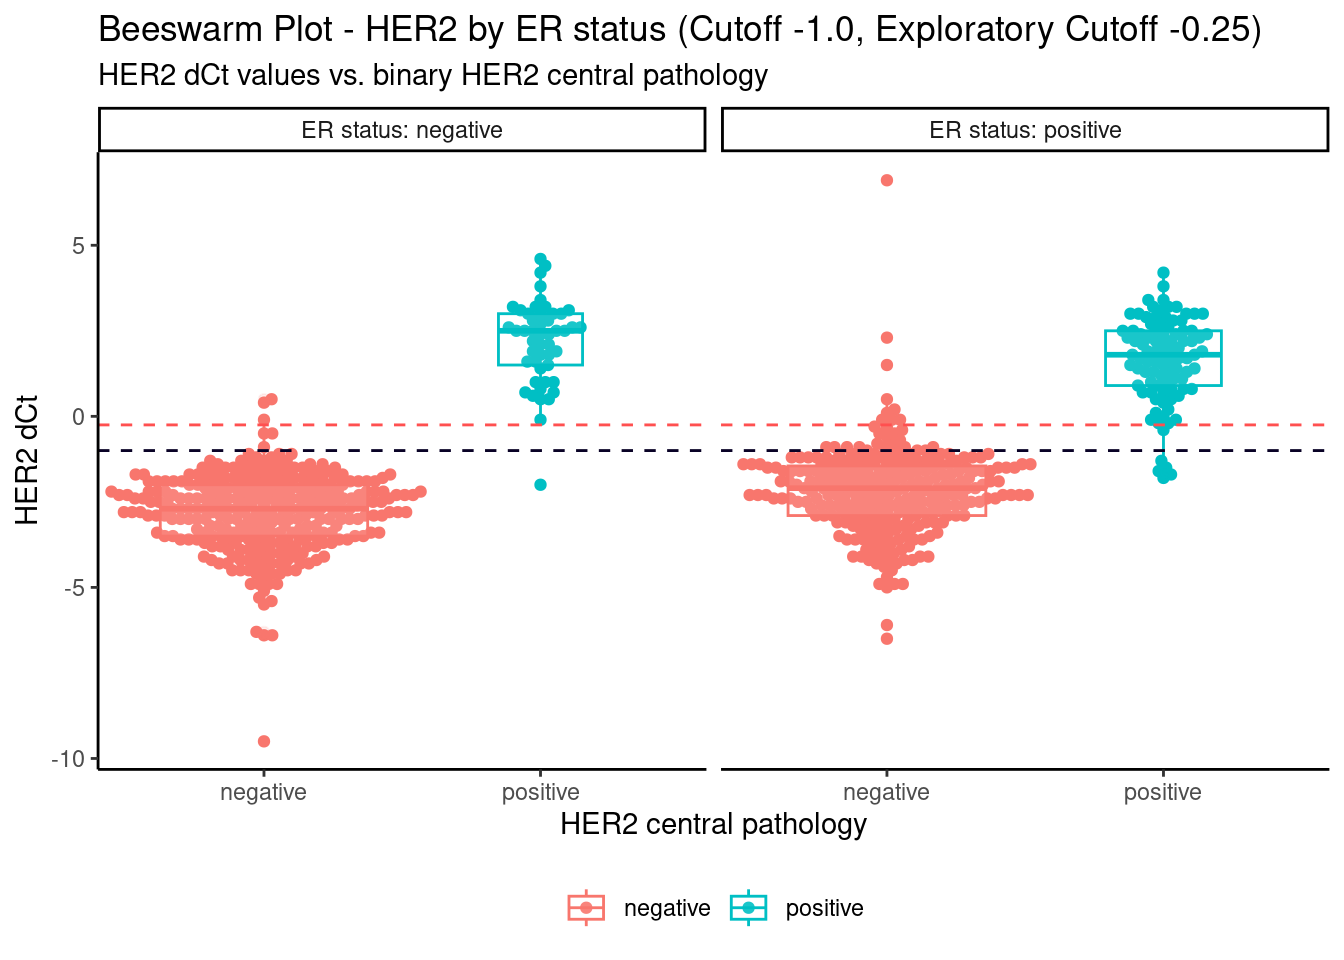 Beeswarm Plot - HER2 by ER status (Cutoff -1.0, Exploratory Cutoff -0.25)
HER2 dCt values vs. binary HER2 central pathology
ER status: negative
ER status: positive
HER2 dCt
5
0
-5
-10
negative
positive
negative
positive
HER2 central pathology
negative
positive